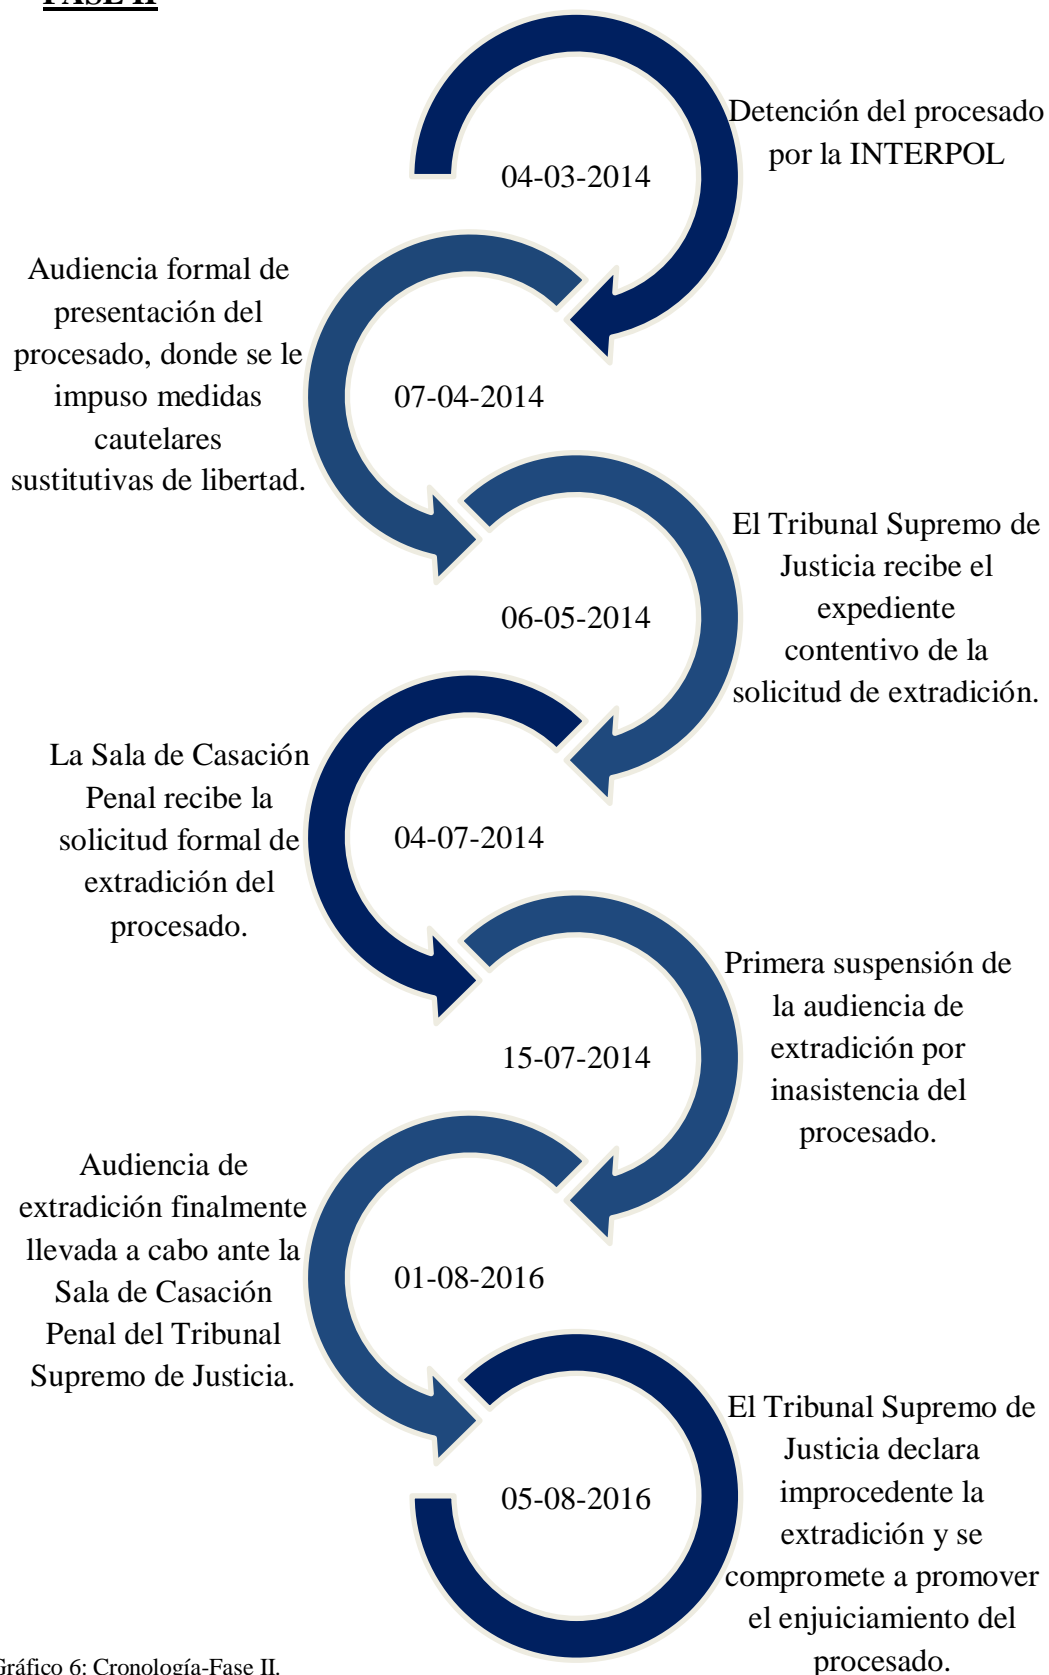 FASE II
Detención del procesado
por la INTERPOL
04-03-2014
Audiencia formal de
presentación del
procesado, donde se le
impuso medidas
cautelares
sustitutivas de libertad.
07-04-2014
El Tribunal Supremo de
Justicia recibe el
expediente
contentivo de la
solicitud de extradición.
06-05-2014
La Sala de Casación
Penal recibe la
solicitud formal de
extradición del
procesado.
04-07-2014
Primera suspensión de
la audiencia de
extradición por
inasistencia del
procesado.
15-07-2014
Audiencia de
extradición finalmente
llevada a cabo ante la
Sala de Casación
Penal del Tribunal
Supremo de Justicia.
01-08-2016
El Tribunal Supremo de
Justicia declara
improcedente la
extradición y se
compromete a promover
el enjuiciamiento del
procesado.
05-08-2016
Gráfico 6: Cronología-Fase II.